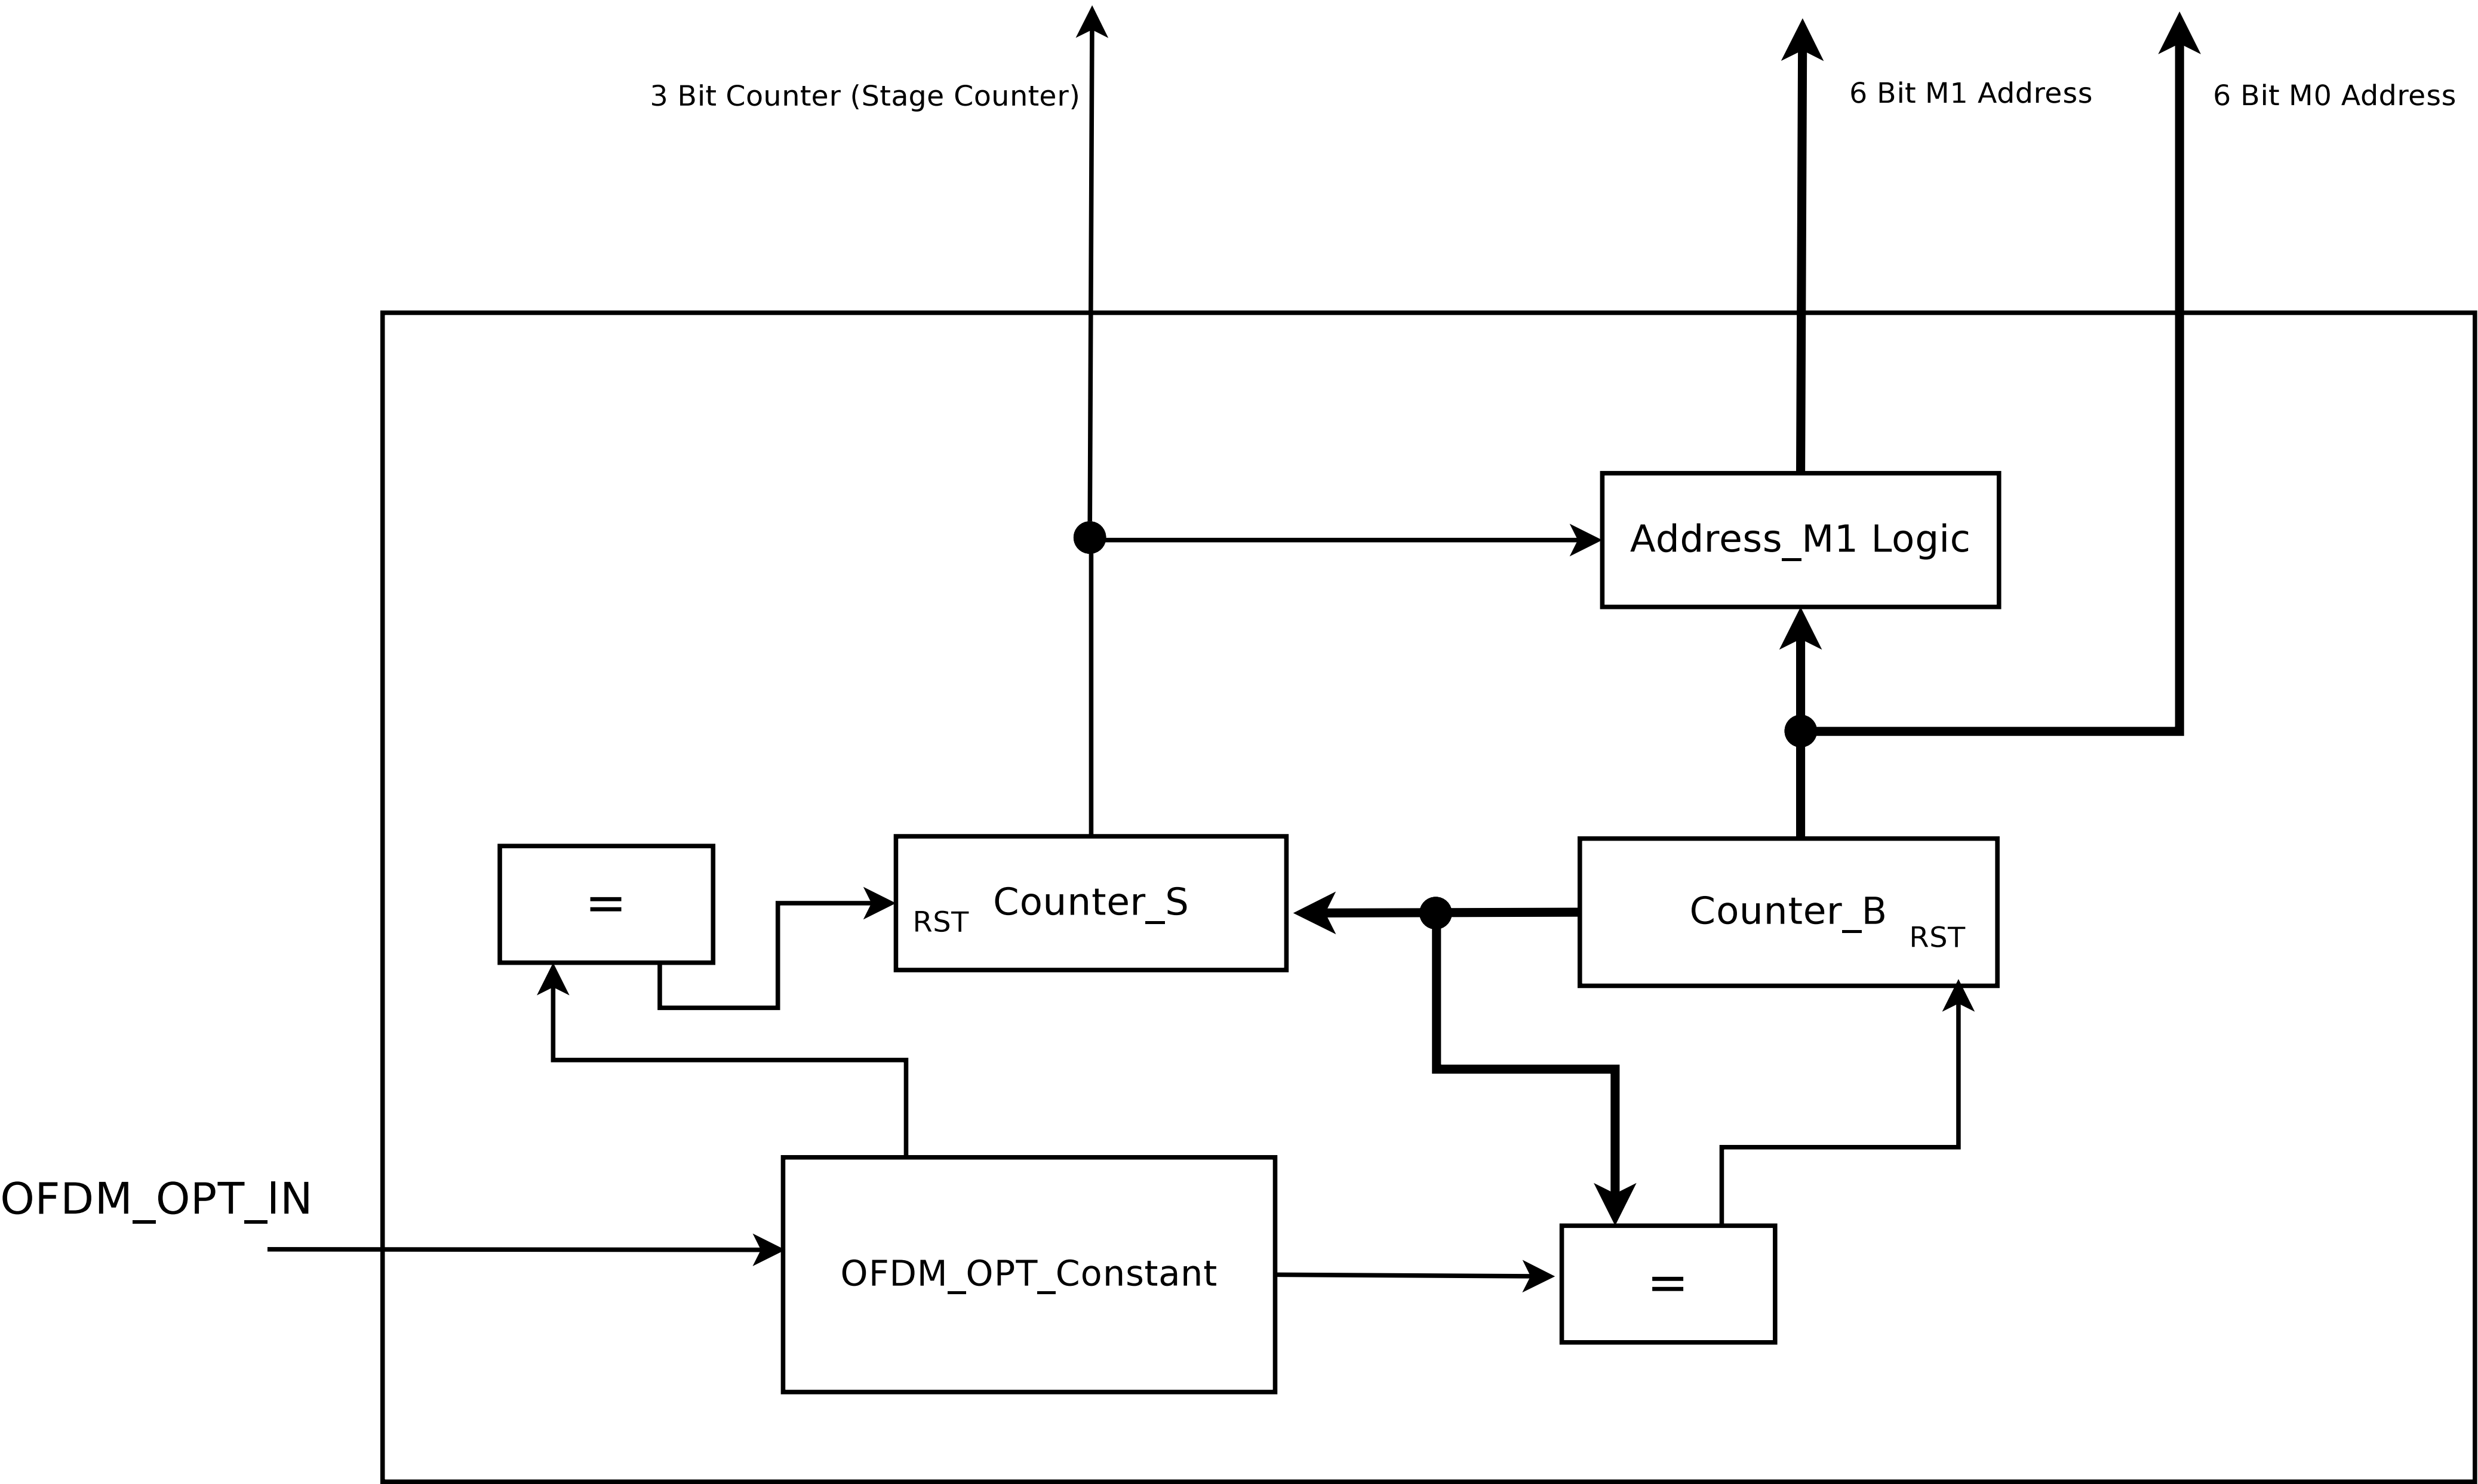 3 Bit Counter (Stage Counter)
6 Bit M1 Address
6 Bit M0 Address
Address_M1 Logic
=
Counter_S
RST
Counter_B
RST
OFDM_OPT_IN
OFDM_OPT_Constant
=